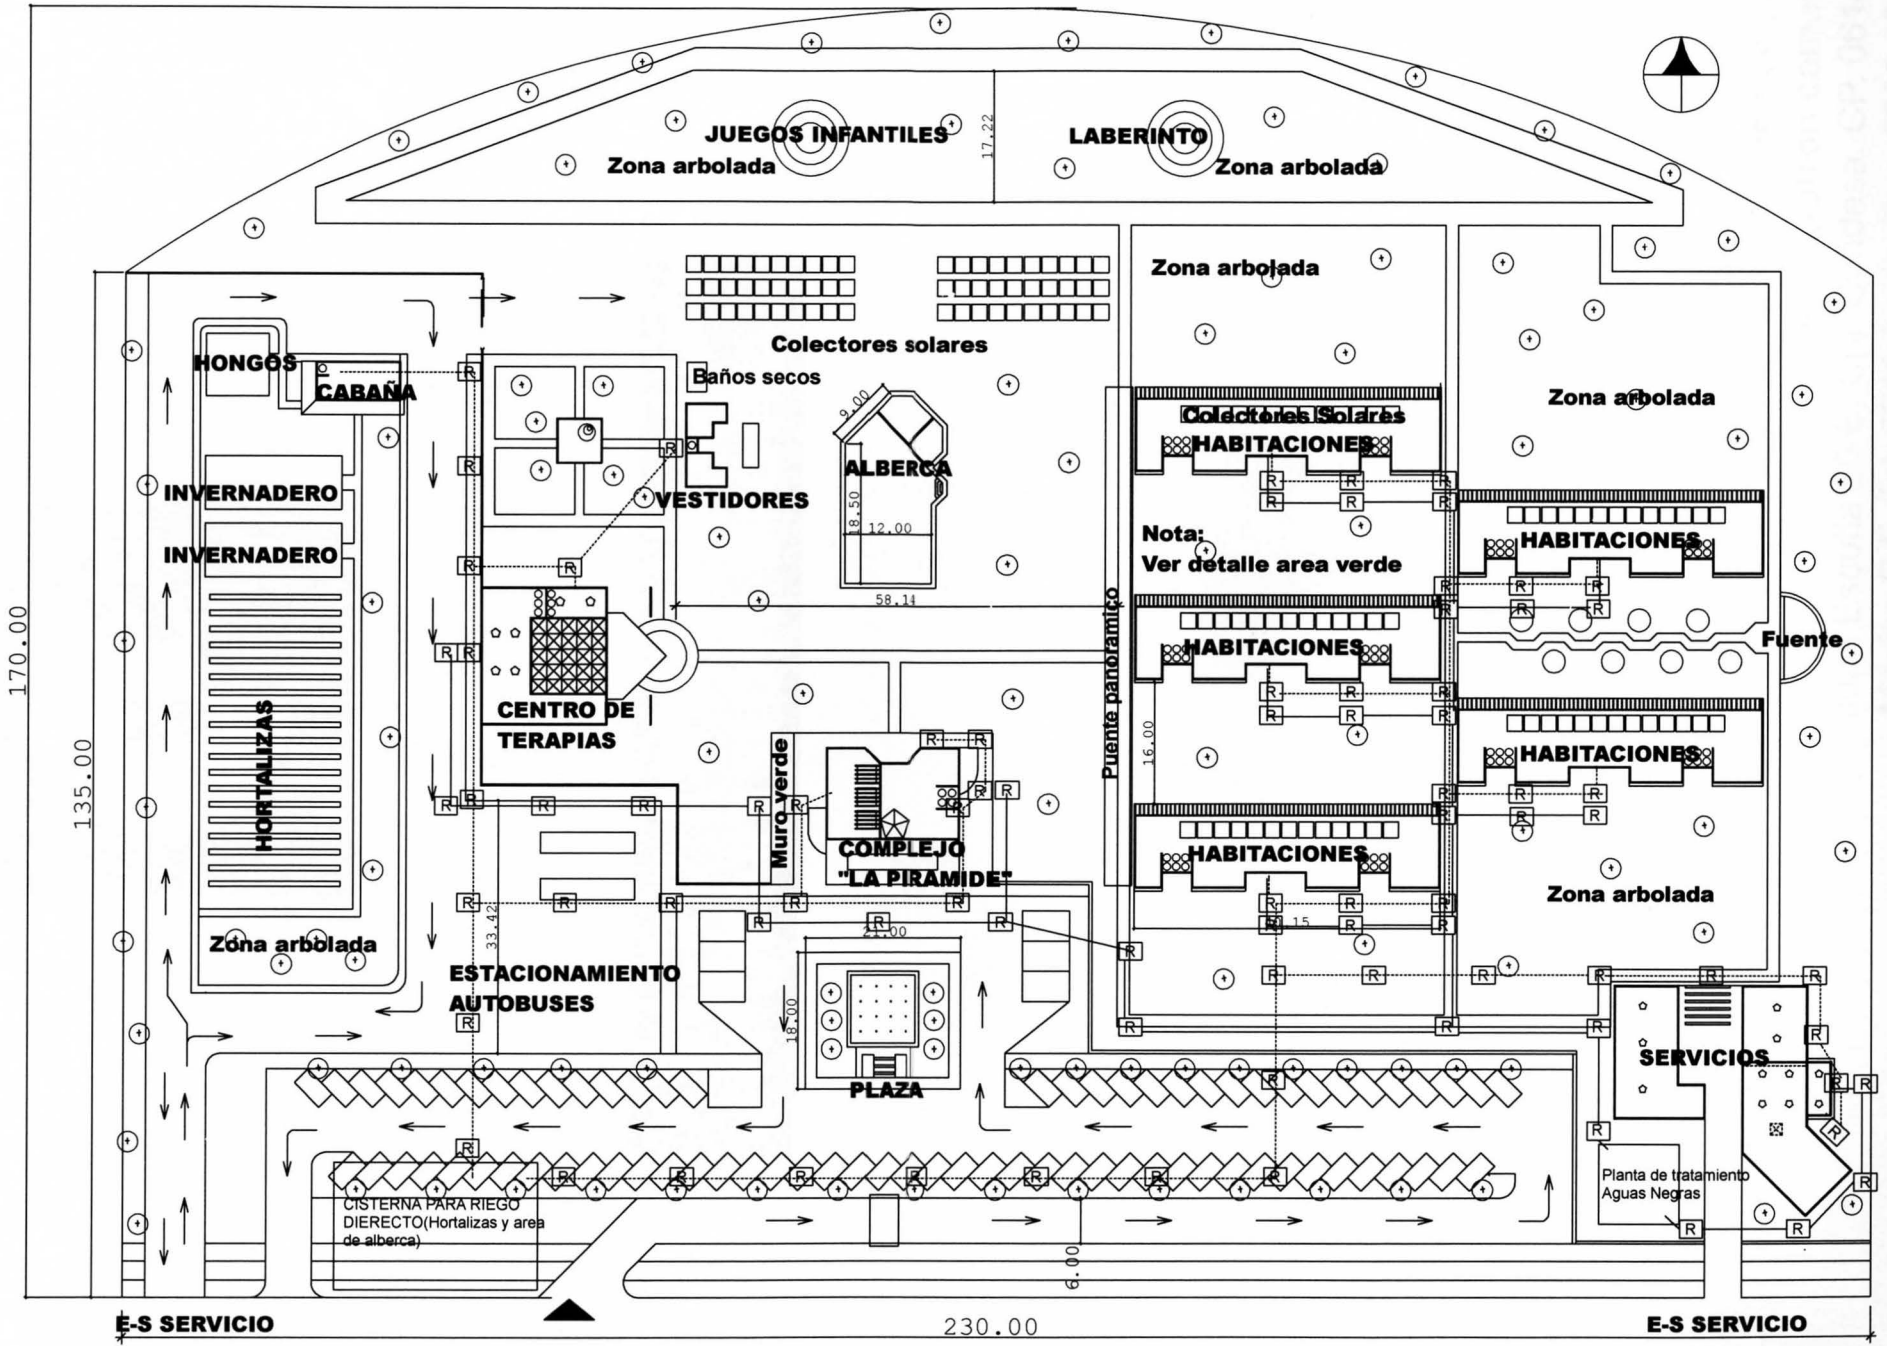 JUEGOS INFANTILES
LABERINTO
Zona arbolada
Zona arbolada
17.22
Zona arbolada
Colectores solares
HONGOS
CABAÑA
Baños secos
9.00
Zona arbolada
Colectores Solares
HABITACIONES
ALBERCA
INVERNADERO
VESTIDORES
18.50
12.00
Nota:
Ver detalle area verde
HABITACIONES
INVERNADERO
58.14
170.00
135.00
HORTALIZAS
CENTRO DE
TERAPIAS
Puente panoramico
HABITACIONES
Fuente
16.00
HABITACIONES
Muro verde
COMPLEJO
"LA PIRAMIDE"
HABITACIONES
Zona arbolada
Zona arbolada
33.42
21.00
15
ESTACIONAMIENTO
AUTOBUSES
18.00
PLAZA
SERVICIOS
Planta de tratamiento
Aguas Negras
CISTERNA PARA RIEGO
DIERECTO(Hortalizas y area
de alberca)
6.00
E-S SERVICIO
230.00
E-S SERVICIO